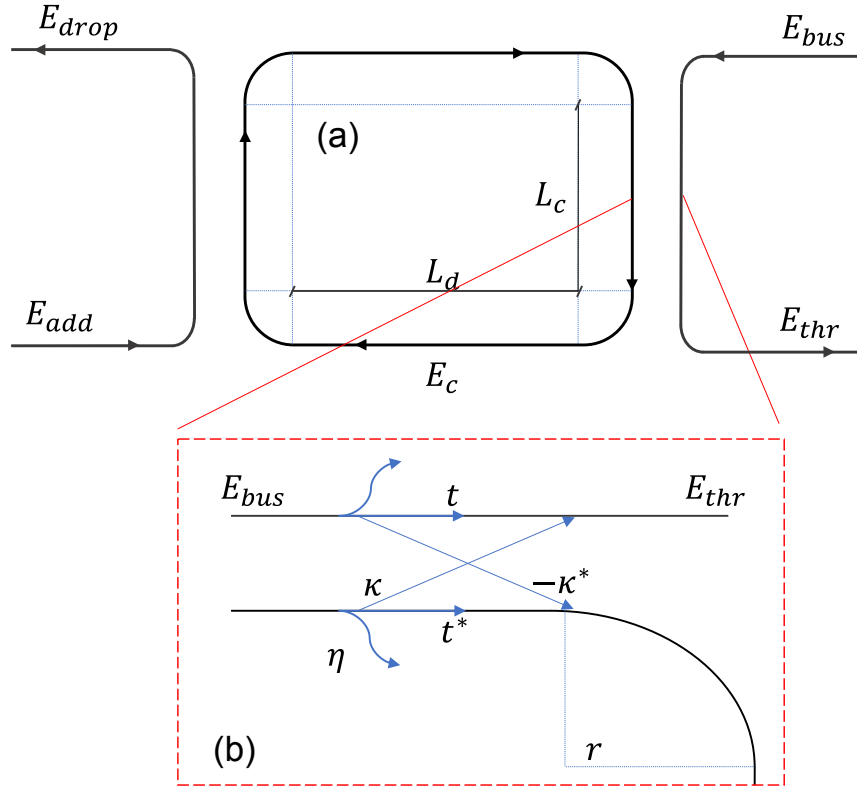 E_drop
E_bus
(a)
L_c
L_d
E_add
E_thr
E_c
E_bus
t
E_thr
κ
−κ*
t*
η
(b)
r